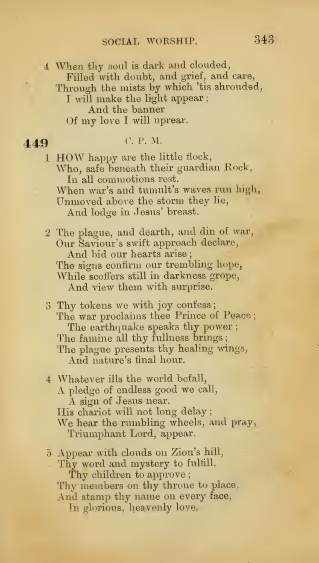 SOCIAL WORSHIP. 343
4 When thy soul is dark and clouded,
Filled with doubt, and grief, and care,
Through the mists by which 'tis shrouded,
I will make the light appear;
And the banner
Of my love I will uprear.
449 C. P. M.
1 HOW happy are the little flock,
Who, safe beneath their guardian Rock,
In all commotions rest.
When war's and tumult's waves run high,
Unmoved above the storm they lie,
And lodge in Jesus' breast.
2 The plague, and dearth, and din of war,
Our Saviour's swift approach declare,
And bid our hearts arise;
The signs confirm our trembling hope,
While scoffers still in darkness grope,
And view them with surprise.
3 Thy tokens we with joy confess;
The war proclaims thee Prince of Peace;
The earthquake speaks thy power;
The famine all thy fullness brings;
The plague presents thy healing wings,
And nature's final hour.
4 Whatever ills the world befall,
A pledge of endless good we call,
A sign of Jesus near.
His chariot will not long delay;
We hear the rumbling wheels, and pray,
Triumphant Lord, appear.
5 Appear with clouds on Zion's hill,
Thy word and mystery to fulfill.
Thy children to approve;
Thy members on thy throne to place,
And stamp thy name on every face,
In glorious, heavenly love.